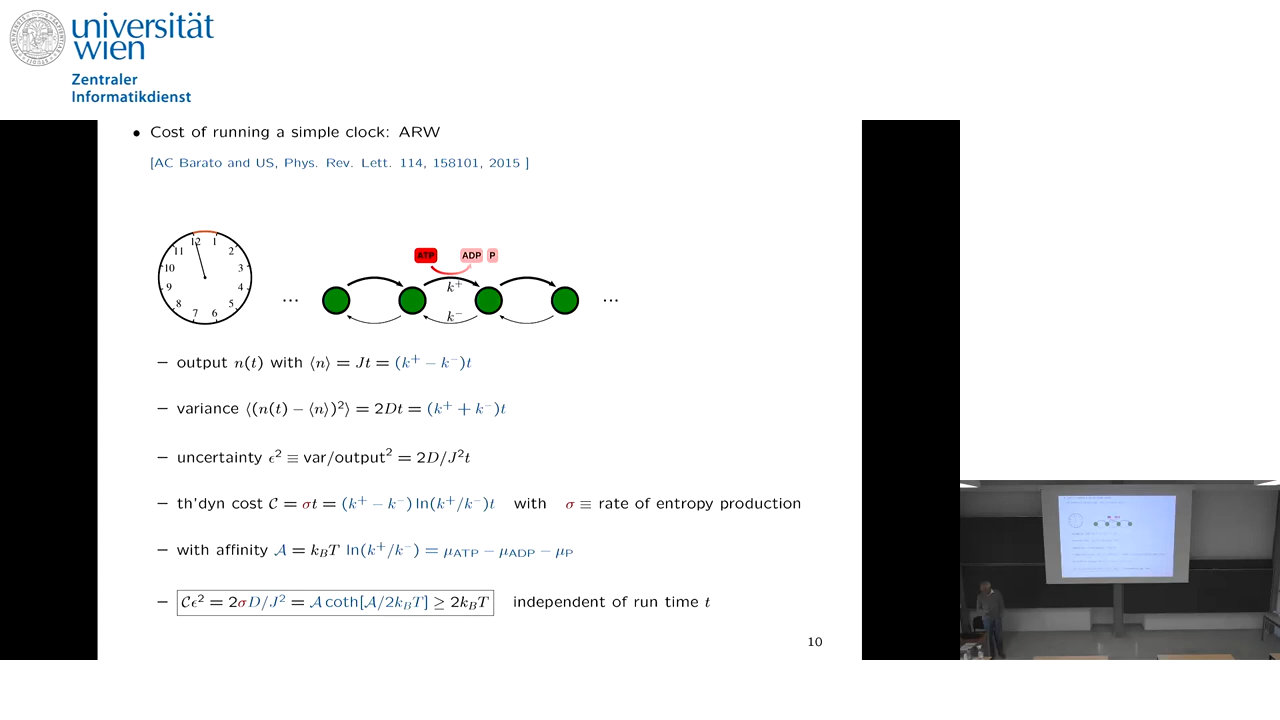 universität
wien
Zentraler
Informatikdienst
• Cost of running a simple clock: ARW
[AC Barato and US, Phys. Rev. Lett. 114, 158101, 2015 ]
12 1 2 3 4 5 6 7 8 9 10 11
ATP ADP P
k⁺
... ...
k⁻
– output n(t) with ⟨n⟩ = Jt = (k⁺ – k⁻)t
– variance ⟨(n(t) – ⟨n⟩)²⟩ = 2Dt = (k⁺ + k⁻)t
– uncertainty ϵ² ≡ var/output² = 2D/J²t
– th'dyn cost 𝒞 = σt = (k⁺ – k⁻) ln(k⁺/k⁻)t with σ ≡ rate of entropy production
– with affinity 𝒜 = k_BT ln(k⁺/k⁻) = μ_ATP – μ_ADP – μ_P
– 𝒞ϵ² = 2σD/J² = 𝒜 coth[𝒜/2k_BT] ≥ 2k_BT independent of run time t
10